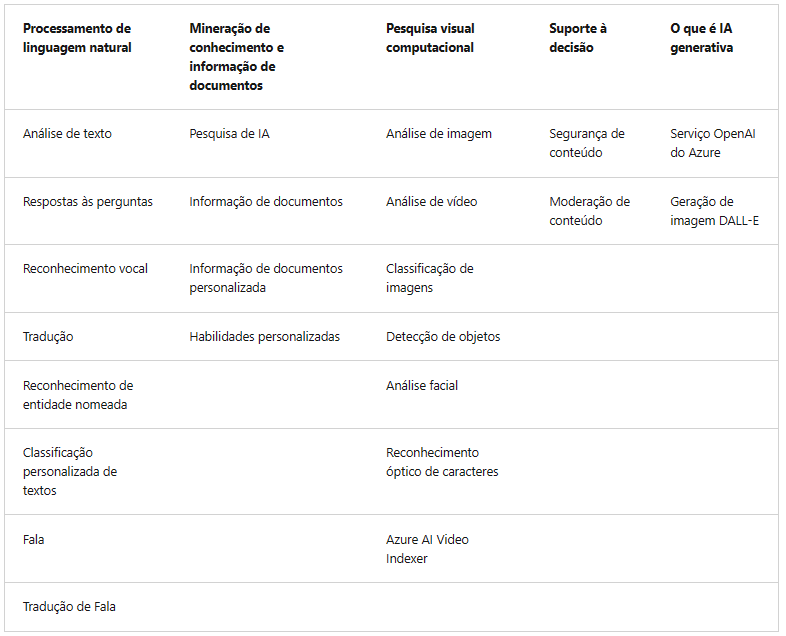 Processamento de
linguagem natural
Mineração de
conhecimento e
informação de
documentos
Pesquisa visual
computacional
Suporte à
decisão
O que é IA
generativa
Análise de texto
Pesquisa de IA
Análise de imagem
Segurança de
conteúdo
Serviço OpenAI
do Azure
Respostas às perguntas
Informação de documentos
Análise de vídeo
Moderação de
conteúdo
Geração de
imagem DALL-E
Reconhecimento vocal
Informação de documentos
personalizada
Classificação de
imagens
Tradução
Habilidades personalizadas
Detecção de objetos
Reconhecimento de
entidade nomeada
Análise facial
Classificação
personalizada de
textos
Reconhecimento
óptico de caracteres
Fala
Azure AI Video
Indexer
Tradução de Fala